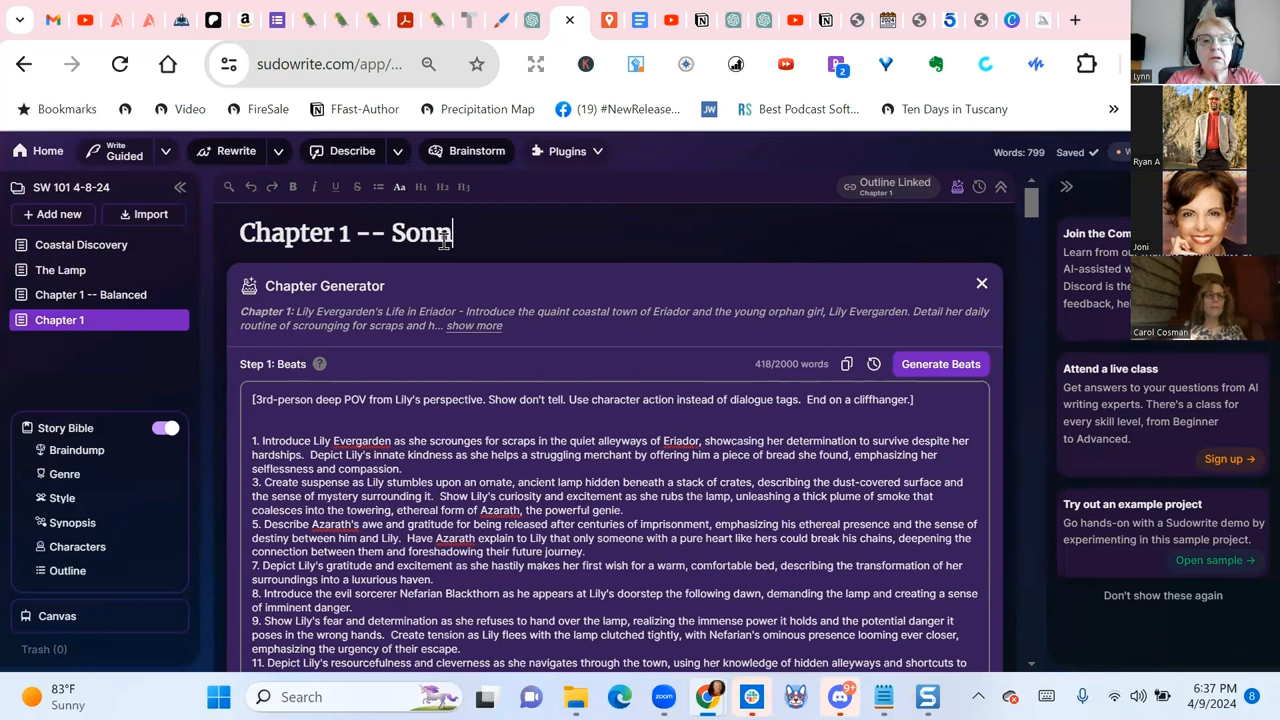 sudowrite.com/app/...
2
Bookmarks
Video
FireSale
FFast-Author
Precipitation Map
(19) #NewRelease...
JW
RS Best Podcast Soft...
Ten Days in Tuscany
»
Home
Write Guided
Rewrite
Describe
Brainstorm
Plugins
Words: 799
Saved
SW 101 4-8-24
+ Add new
Import
Coastal Discovery
The Lamp
Chapter 1 -- Balanced
Chapter 1
Story Bible
Braindump
Genre
Style
Synopsis
Characters
Outline
Canvas
Trash (0)
B I U S Aa H1 H2 H3
Outline Linked
Chapter 1
Chapter 1 -- Sonn
Chapter Generator
Chapter 1: Lily Evergarden's Life in Eriador - Introduce the quaint coastal town of Eriador and the young orphan girl, Lily Evergarden. Detail her daily
routine of scrounging for scraps and h... show more
Step 1: Beats
?
418/2000 words
Generate Beats
[3rd-person deep POV from Lily's perspective. Show don't tell. Use character action instead of dialogue tags. End on a cliffhanger.]
1. Introduce Lily Evergarden as she scrounges for scraps in the quiet alleyways of Eriador, showcasing her determination to survive despite her
hardships. Depict Lily's innate kindness as she helps a struggling merchant by offering him a piece of bread she found, emphasizing her
selflessness and compassion.
3. Create suspense as Lily stumbles upon an ornate, ancient lamp hidden beneath a stack of crates, describing the dust-covered surface and
the sense of mystery surrounding it. Show Lily's curiosity and excitement as she rubs the lamp, unleashing a thick plume of smoke that
coalesces into the towering, ethereal form of Azarath, the powerful genie.
5. Describe Azarath's awe and gratitude for being released after centuries of imprisonment, emphasizing his ethereal presence and the sense of
destiny between him and Lily. Have Azarath explain to Lily that only someone with a pure heart like hers could break his chains, deepening the
connection between them and foreshadowing their future journey.
7. Depict Lily's gratitude and excitement as she hastily makes her first wish for a warm, comfortable bed, describing the transformation of her
surroundings into a luxurious haven.
8. Introduce the evil sorcerer Nefarian Blackthorn as he appears at Lily's doorstep the following dawn, demanding the lamp and creating a sense
of imminent danger.
9. Show Lily's fear and determination as she refuses to hand over the lamp, realizing the immense power it holds and the potential danger it
poses in the wrong hands. Create tension as Lily flees with the lamp clutched tightly, with Nefarian's ominous presence looming ever closer,
emphasizing the urgency of their escape.
11. Depict Lily's resourcefulness and cleverness as she navigates through the town, using her knowledge of hidden alleyways and shortcuts to
Join the Com
Learn from our
AI-assisted w
Discord is the
feedback, he
Attend a live class
Get answers to your questions from AI
writing experts. There's a class for
every skill level, from Beginner
to Advanced.
Sign up →
Try out an example project
Go hands-on with a Sudowrite demo by
experimenting in this sample project.
Open sample →
Don't show these again
Lynn
Ryan A
Joni
Carol Cosman
83°F
Sunny
Search
zoom
9+
6:37 PM
4/9/2024
8